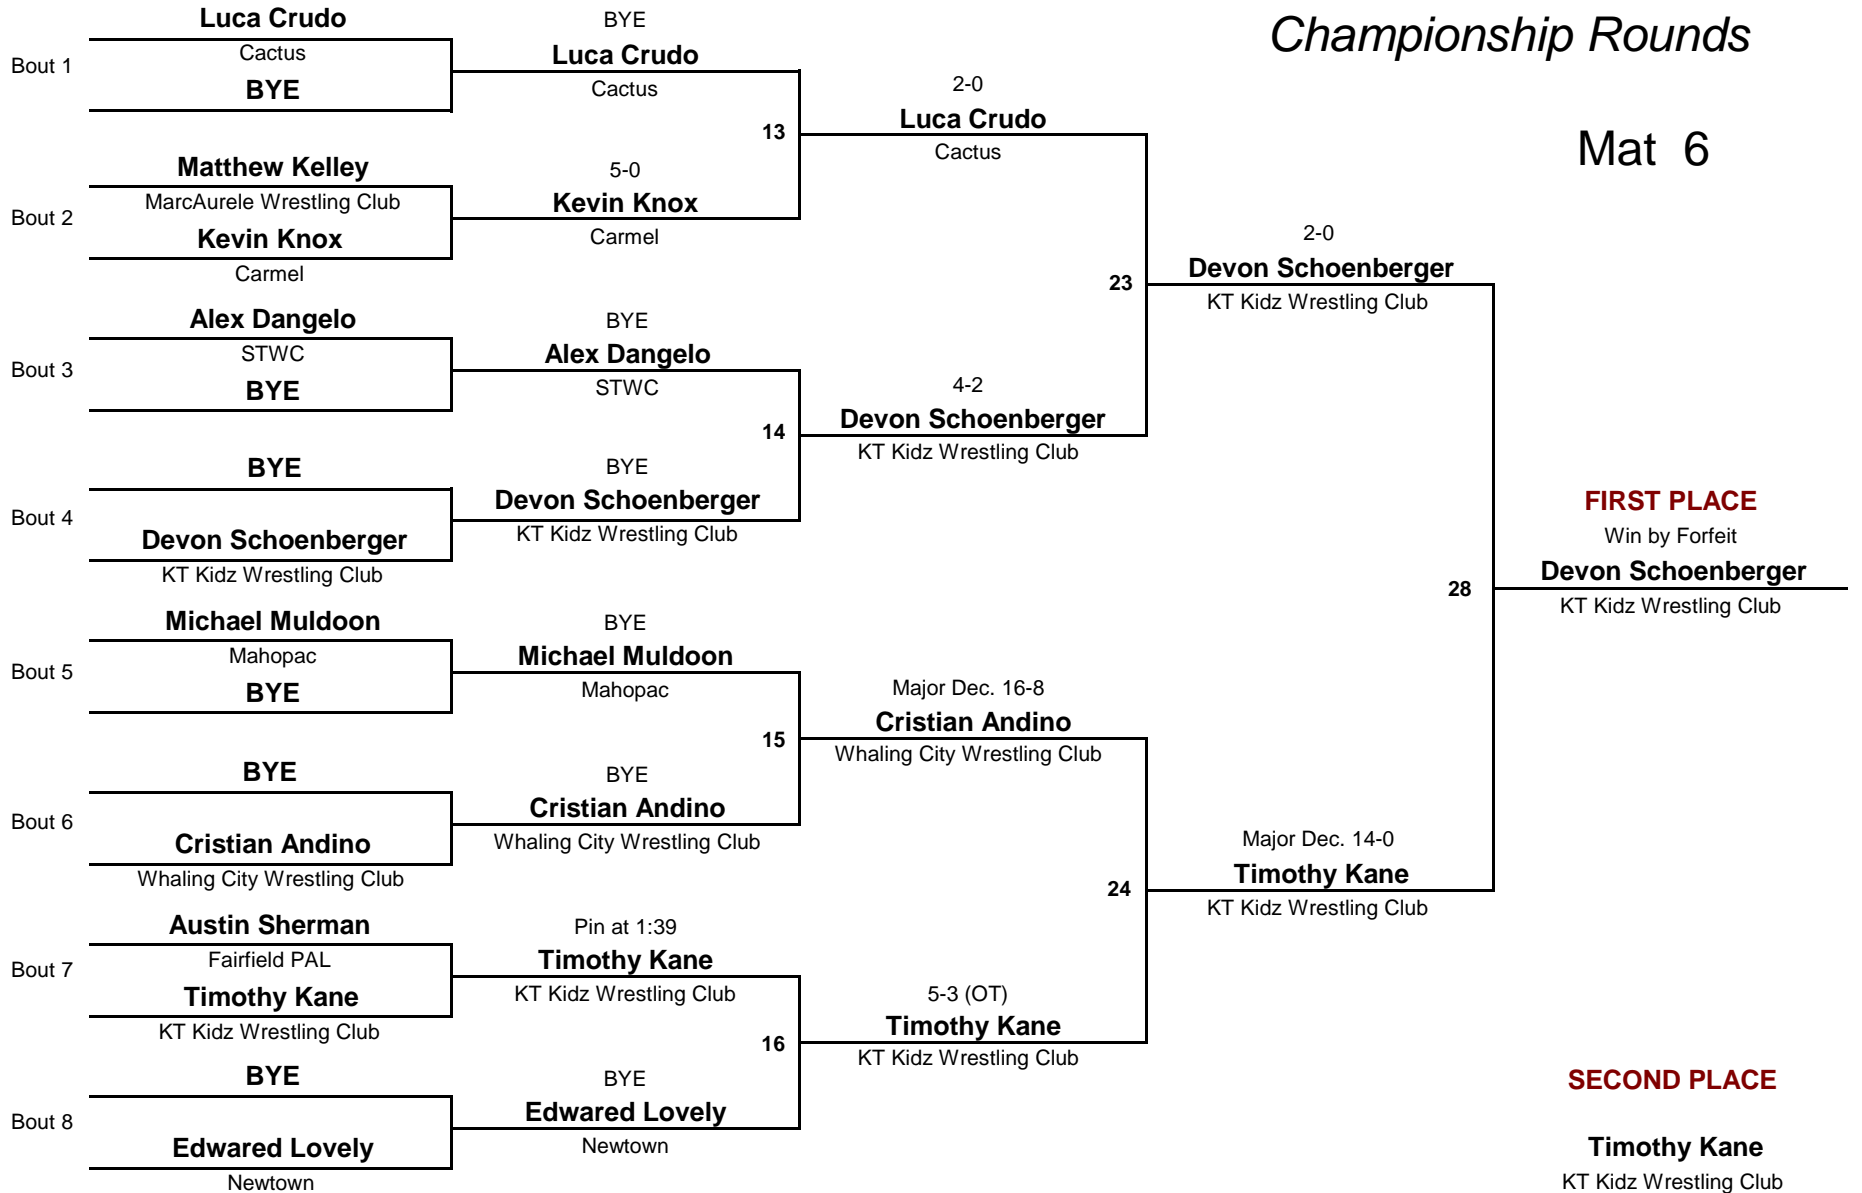 Championship Rounds
Mat 6
Bout 1
Luca Crudo
Cactus
BYE
Bout 2
Matthew Kelley
MarcAurele Wrestling Club
Kevin Knox
Carmel
Bout 3
Alex Dangelo
STWC
BYE
Bout 4
BYE
Devon Schoenberger
KT Kidz Wrestling Club
Bout 5
Michael Muldoon
Mahopac
BYE
Bout 6
BYE
Cristian Andino
Whaling City Wrestling Club
Bout 7
Austin Sherman
Fairfield PAL
Timothy Kane
KT Kidz Wrestling Club
Bout 8
BYE
Edwared Lovely
Newtown
BYE
Luca Crudo
Cactus
13
5-0
Kevin Knox
Carmel
BYE
Alex Dangelo
STWC
14
BYE
Devon Schoenberger
KT Kidz Wrestling Club
BYE
Michael Muldoon
Mahopac
15
BYE
Cristian Andino
Whaling City Wrestling Club
Pin at 1:39
Timothy Kane
KT Kidz Wrestling Club
16
BYE
Edwared Lovely
Newtown
2-0
Luca Crudo
Cactus
23
4-2
Devon Schoenberger
KT Kidz Wrestling Club
Major Dec. 16-8
Cristian Andino
Whaling City Wrestling Club
24
5-3 (OT)
Timothy Kane
KT Kidz Wrestling Club
2-0
Devon Schoenberger
KT Kidz Wrestling Club
28
Major Dec. 14-0
Timothy Kane
KT Kidz Wrestling Club
FIRST PLACE
Win by Forfeit
Devon Schoenberger
KT Kidz Wrestling Club
SECOND PLACE
Timothy Kane
KT Kidz Wrestling Club